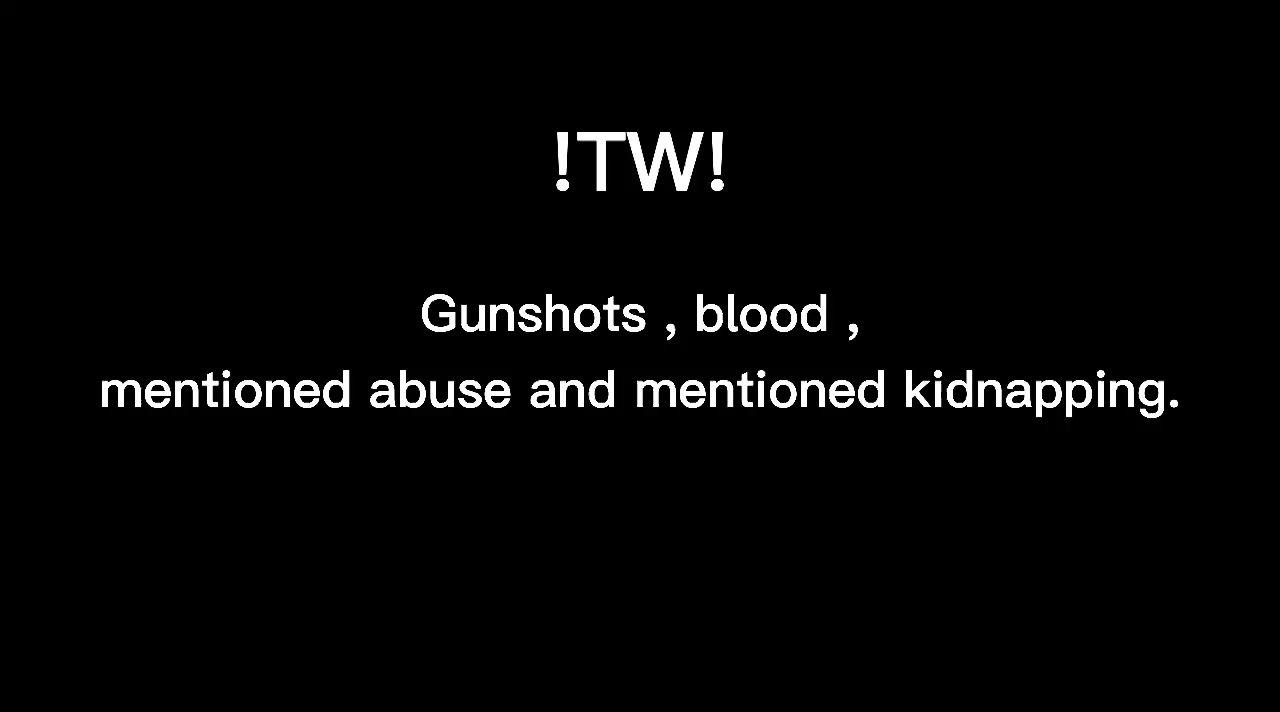 !TW!
Gunshots , blood ,
mentioned abuse and mentioned kidnapping.